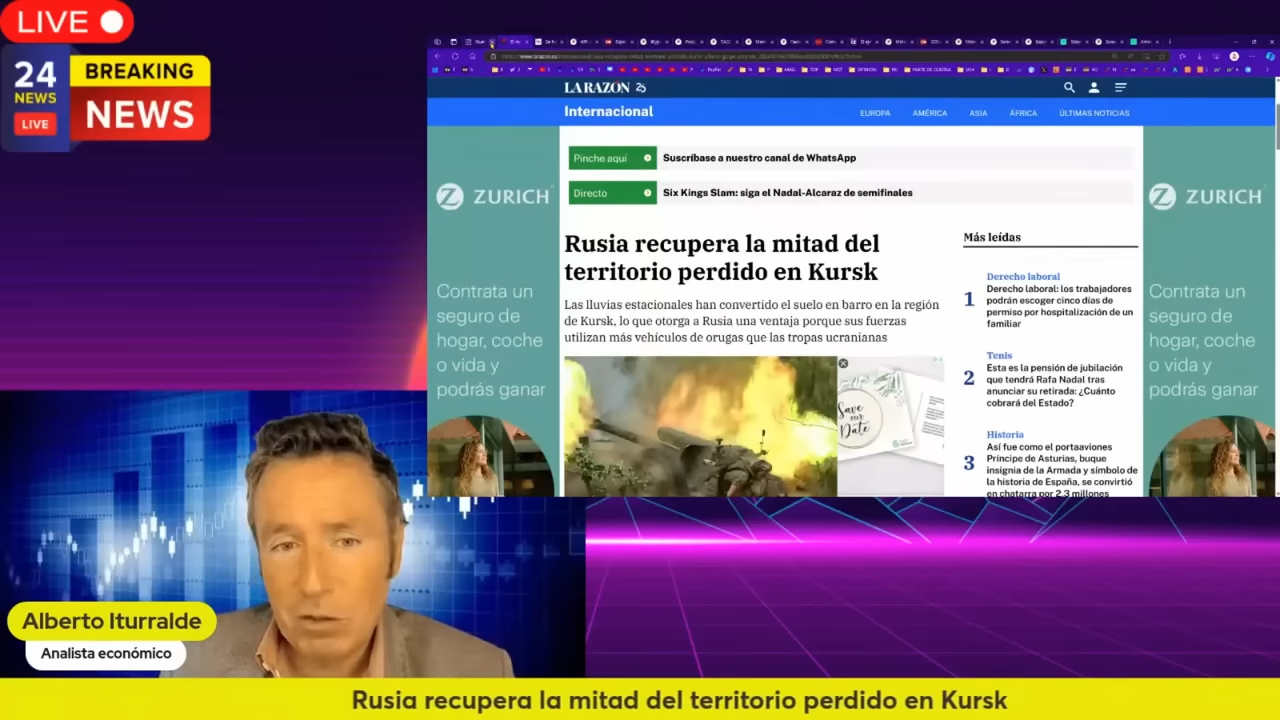 LIVE
24
NEWS
LIVE
BREAKING
NEWS
LA RAZON 25
Internacional
EUROPA
AMÉRICA
ASIA
ÁFRICA
ÚLTIMAS NOTICIAS
Pinche aquí
Suscríbase a nuestro canal de WhatsApp
Directo
Six Kings Slam: siga el Nadal-Alcaraz de semifinales
ZURICH
Contrata un
seguro de
hogar, coche
o vida y
podrás ganar
Rusia recupera la mitad del
territorio perdido en Kursk
Las lluvias estacionales han convertido el suelo en barro en la región
de Kursk, lo que otorga a Rusia una ventaja porque sus fuerzas
utilizan más vehículos de orugas que las tropas ucranianas
Save
our
Date
Más leídas
1
Derecho laboral
Derecho laboral: los trabajadores
podrán escoger cinco días de
permiso por hospitalización de un
familiar
2
Tenis
Esta es la pensión de jubilación
que tendrá Rafa Nadal tras
anunciar su retirada: ¿Cuánto
cobrará del Estado?
3
Historia
Así fue como el portaaviones
Príncipe de Asturias, buque
insignia de la Armada y símbolo de
la historia de España, se convirtió
en chatarra por 2,3 millones
ZURICH
Contrata un
seguro de
hogar, coche
o vida y
podrás ganar
Alberto Iturralde
Analista económico
Rusia recupera la mitad del territorio perdido en Kursk